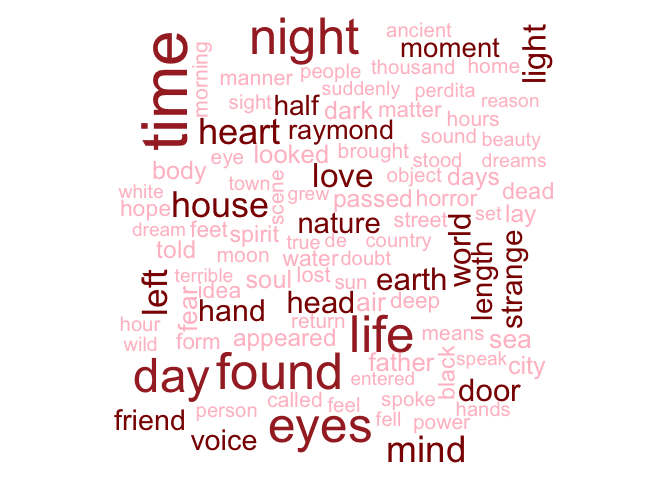 ancient
night
moment
light
time
morning
manner people thousand home
suddenly perdita
sight half dark matter reason
hours
heart raymond sound beauty
eye looked brought stood dreams
body love object days
white town scene grew passed horror dead
hope house nature street set lay
dream feet spirit true de country world
told moon water doubt length strange
left terrible idea soul lost sun earth
fear hand head air deep
hour return life means sea
wild form appeared
father black speak city
day found entered door
called feel spoke hands
friend person fell power
voice eyes mind